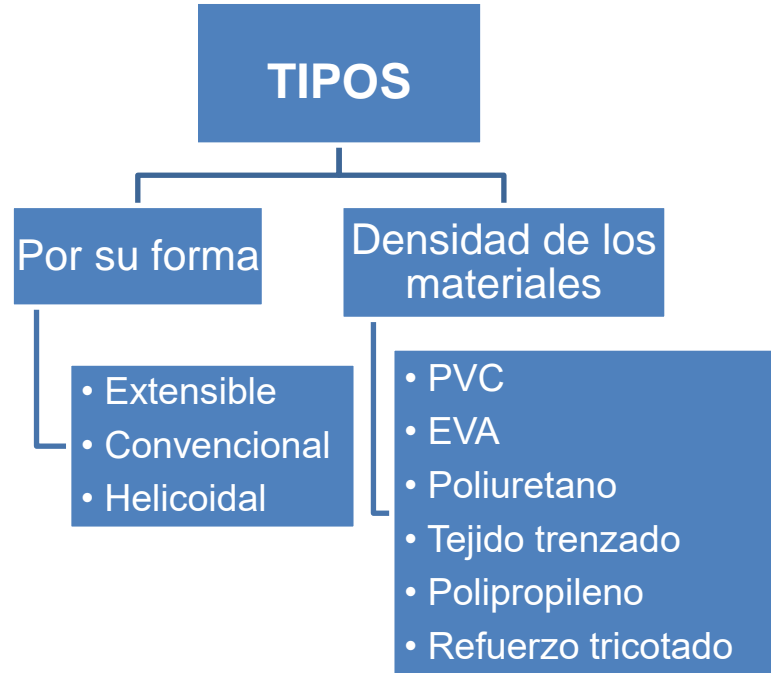 TIPOS
Por su forma
• Extensible
• Convencional
• Helicoidal
Densidad de los
materiales
• PVC
• EVA
• Poliuretano
• Tejido trenzado
• Polipropileno
• Refuerzo tricotado